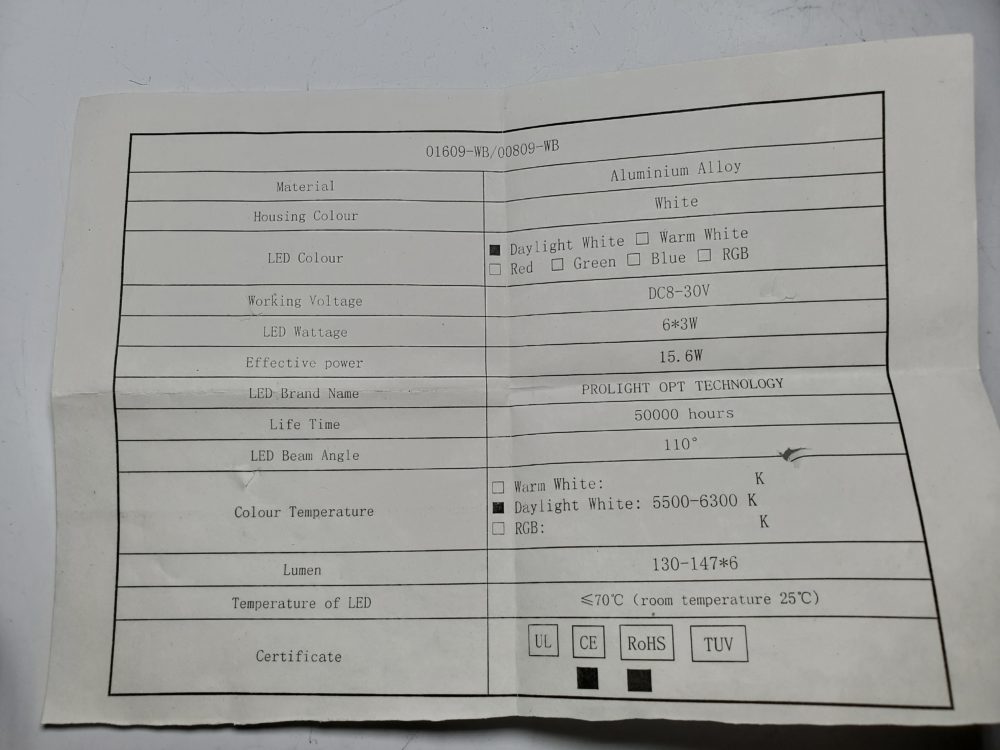 01609-WB/00809-WB
Material Aluminium Alloy
Housing Colour White
LED Colour ■ Daylight White □ Warm White
□ Red □ Green □ Blue □ RGB
Working Voltage DC8-30V
LED Wattage 6*3W
Effective power 15.6W
LED Brand Name PROLIGHT OPT TECHNOLOGY
Life Time 50000 hours
LED Beam Angle 110°
Colour Temperature □ Warm White: K
■ Daylight White: 5500-6300 K
□ RGB: K
Lumen 130-147*6
Temperature of LED ≤70℃ (room temperature 25℃)
Certificate UL CE RoHS TUV
■ ■